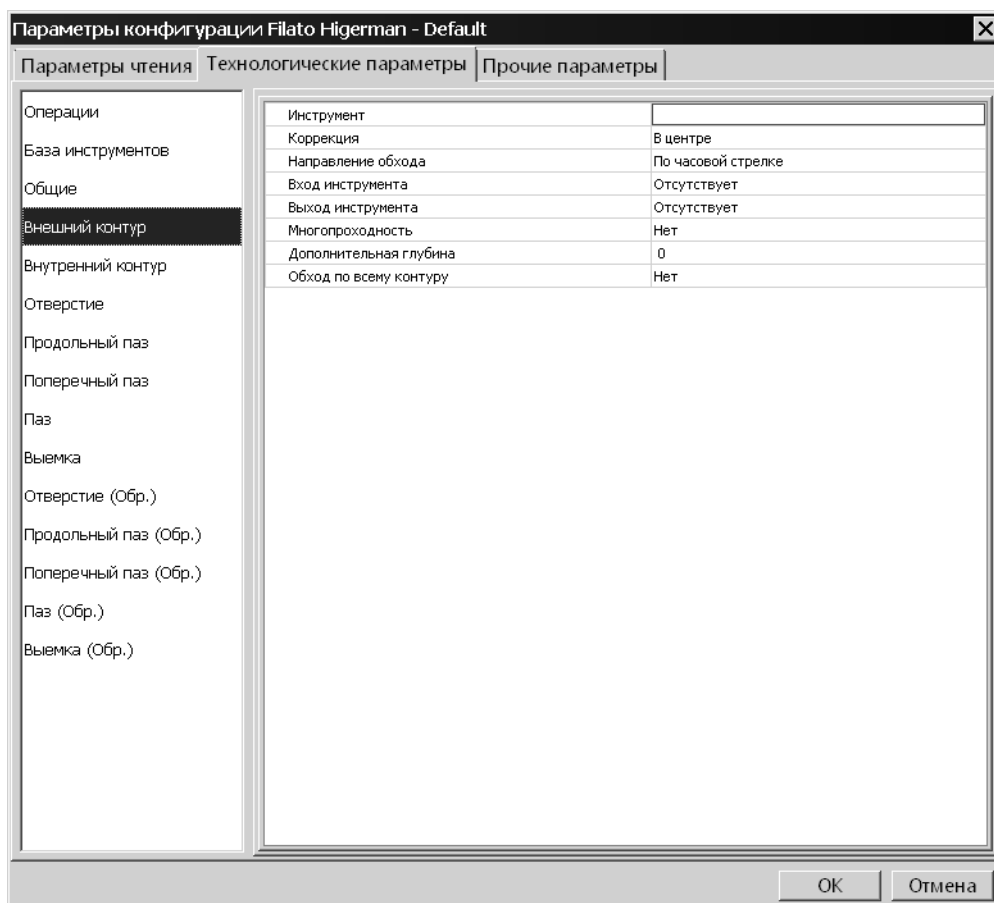 Параметры конфигурации Filato Higerman - Default
Параметры чтения Технологические параметры Прочие параметры
Операции
База инструментов
Общие
Внешний контур
Внутренний контур
Отверстие
Продольный паз
Поперечный паз
Паз
Выемка
Отверстие (Обр.)
Продольный паз (Обр.)
Поперечный паз (Обр.)
Паз (Обр.)
Выемка (Обр.)
Инструмент
Коррекция В центре
Направление обхода По часовой стрелке
Вход инструмента Отсутствует
Выход инструмента Отсутствует
Многопроходность Нет
Дополнительная глубина 0
Обход по всему контуру Нет
OK Отмена